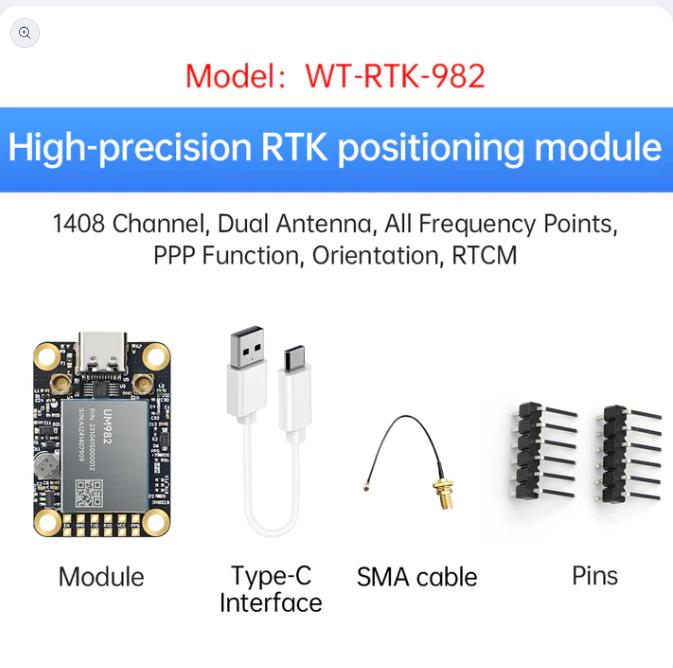 Model: WT-RTK-982
High-precision RTK positioning module
1408 Channel, Dual Antenna, All Frequency Points,
PPP Function, Orientation, RTCM
UM982
P/N: 2310415000012
Module
Type-C
Interface
SMA cable
Pins